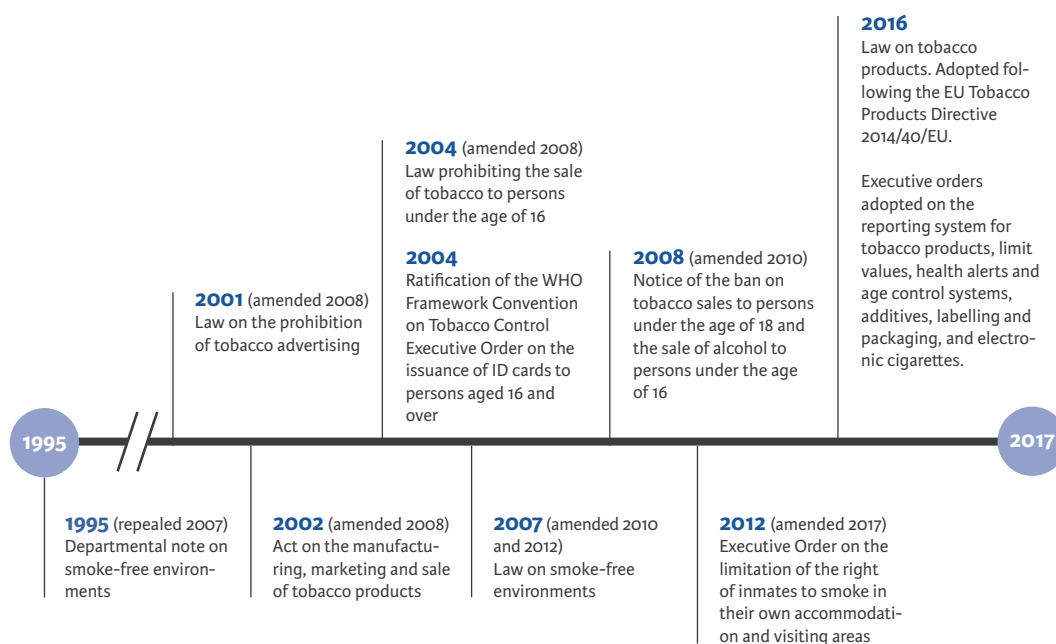 2016
Law on tobacco
products. Adopted fol-
lowing the EU Tobacco
Products Directive
2014/40/EU.
Executive orders
adopted on the
reporting system for
tobacco products, limit
values, health alerts and
age control systems,
additives, labelling and
packaging, and electro-
nic cigarettes.
2004 (amended 2008)
Law prohibiting the sale
of tobacco to persons
under the age of 16
2004
Ratification of the WHO
Framework Convention
on Tobacco Control
Executive Order on the
issuance of ID cards to
persons aged 16 and
over
2008 (amended 2010)
Notice of the ban on
tobacco sales to persons
under the age of 18 and
the sale of alcohol to
persons under the age
of 16
2001 (amended 2008)
Law on the prohibition
of tobacco advertising
1995
2017
1995 (repealed 2007)
Departmental note on
smoke-free environ-
ments
2002 (amended 2008)
Act on the manufactu-
ring, marketing and sale
of tobacco products
2007 (amended 2010
and 2012)
Law on smoke-free
environments
2012 (amended 2017)
Executive Order on the
limitation of the right
of inmates to smoke in
their own accommodati-
on and visiting areas